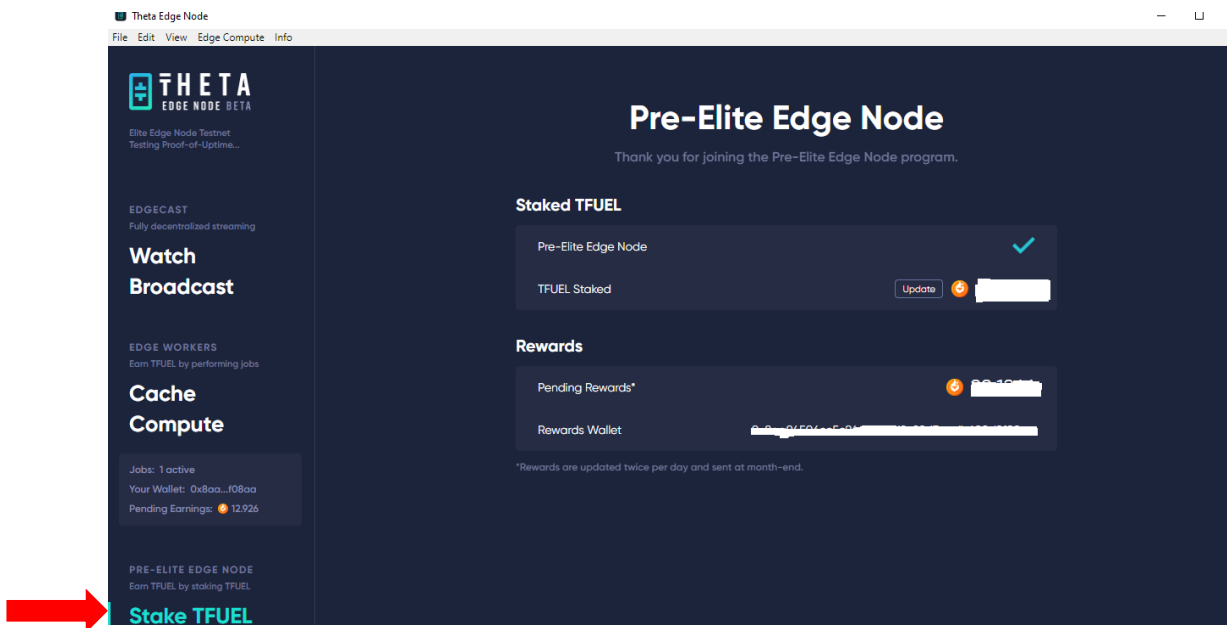 Theta Edge Node
File Edit View Edge Compute Info
THETA
EDGE NODE BETA
Elite Edge Node Testnet
Testing Proof-of-Uptime...
EDGECAST
Fully decentralized streaming
Watch
Broadcast
EDGE WORKERS
Earn TFUEL by performing jobs
Cache
Compute
Jobs: 1 active
Your Wallet: 0x8aa...f08aa
Pending Earnings: 12.926
PRE-ELITE EDGE NODE
Earn TFUEL by staking TFUEL
Stake TFUEL
Pre-Elite Edge Node
Thank you for joining the Pre-Elite Edge Node program.
Staked TFUEL
Pre-Elite Edge Node
TFUEL Staked Update
Rewards
Pending Rewards*
Rewards Wallet
*Rewards are updated twice per day and sent at month-end.